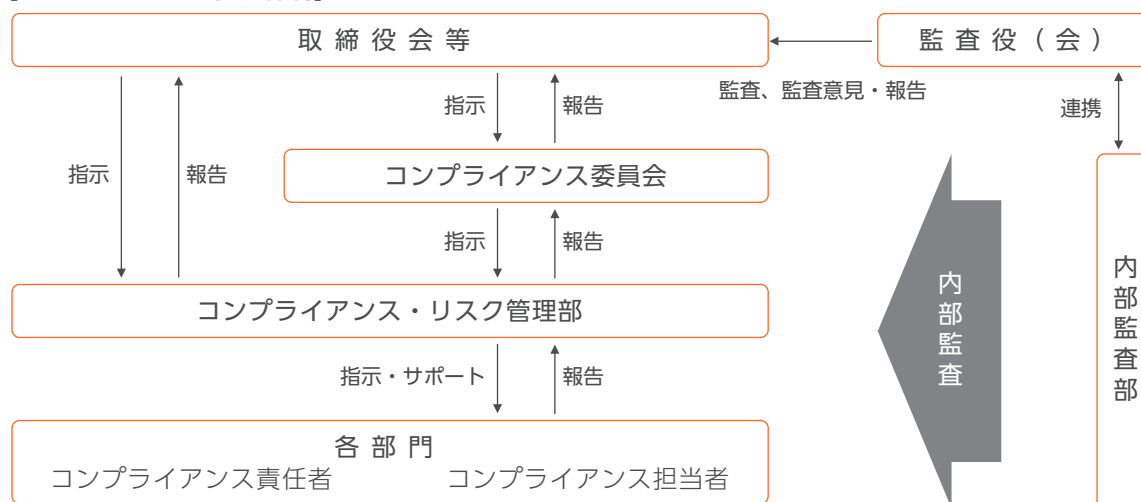 取締役会等
監査役（会）
監査、監査意見・報告
指示
報告
連携
指示
報告
コンプライアンス委員会
指示
報告
コンプライアンス・リスク管理部
内部監査
内部監査部
指示・サポート
報告
各部門
コンプライアンス責任者 コンプライアンス担当者